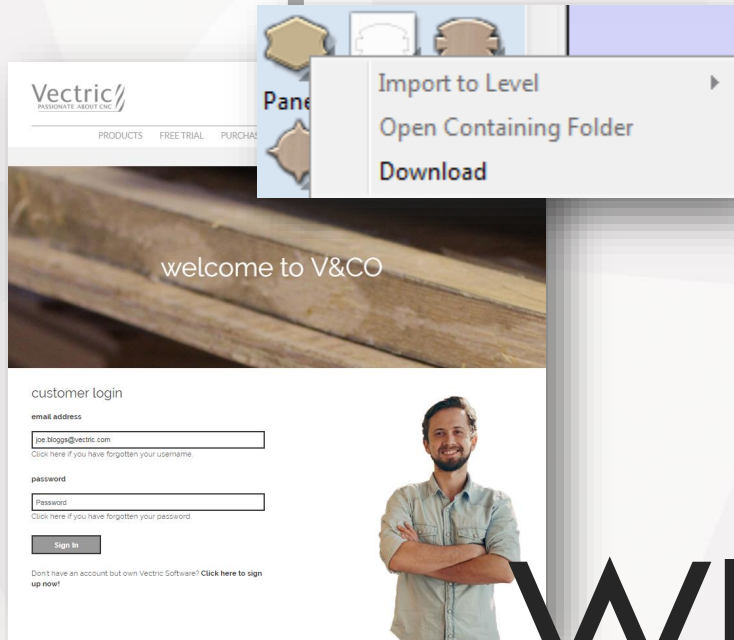 Import to Level
Open Containing Folder
Download
Vectric
PASSIONATE ABOUT CNC
PRODUCTS FREE TRIAL
welcome to V&CO
customer login
email address
joe.bloggs@vectric.com
Click here if you have forgotten your username.
password
Password
Click here if you have forgotten your password.
Sign In
Don't have an account but own Vectric Software? Click here to sign
up now!